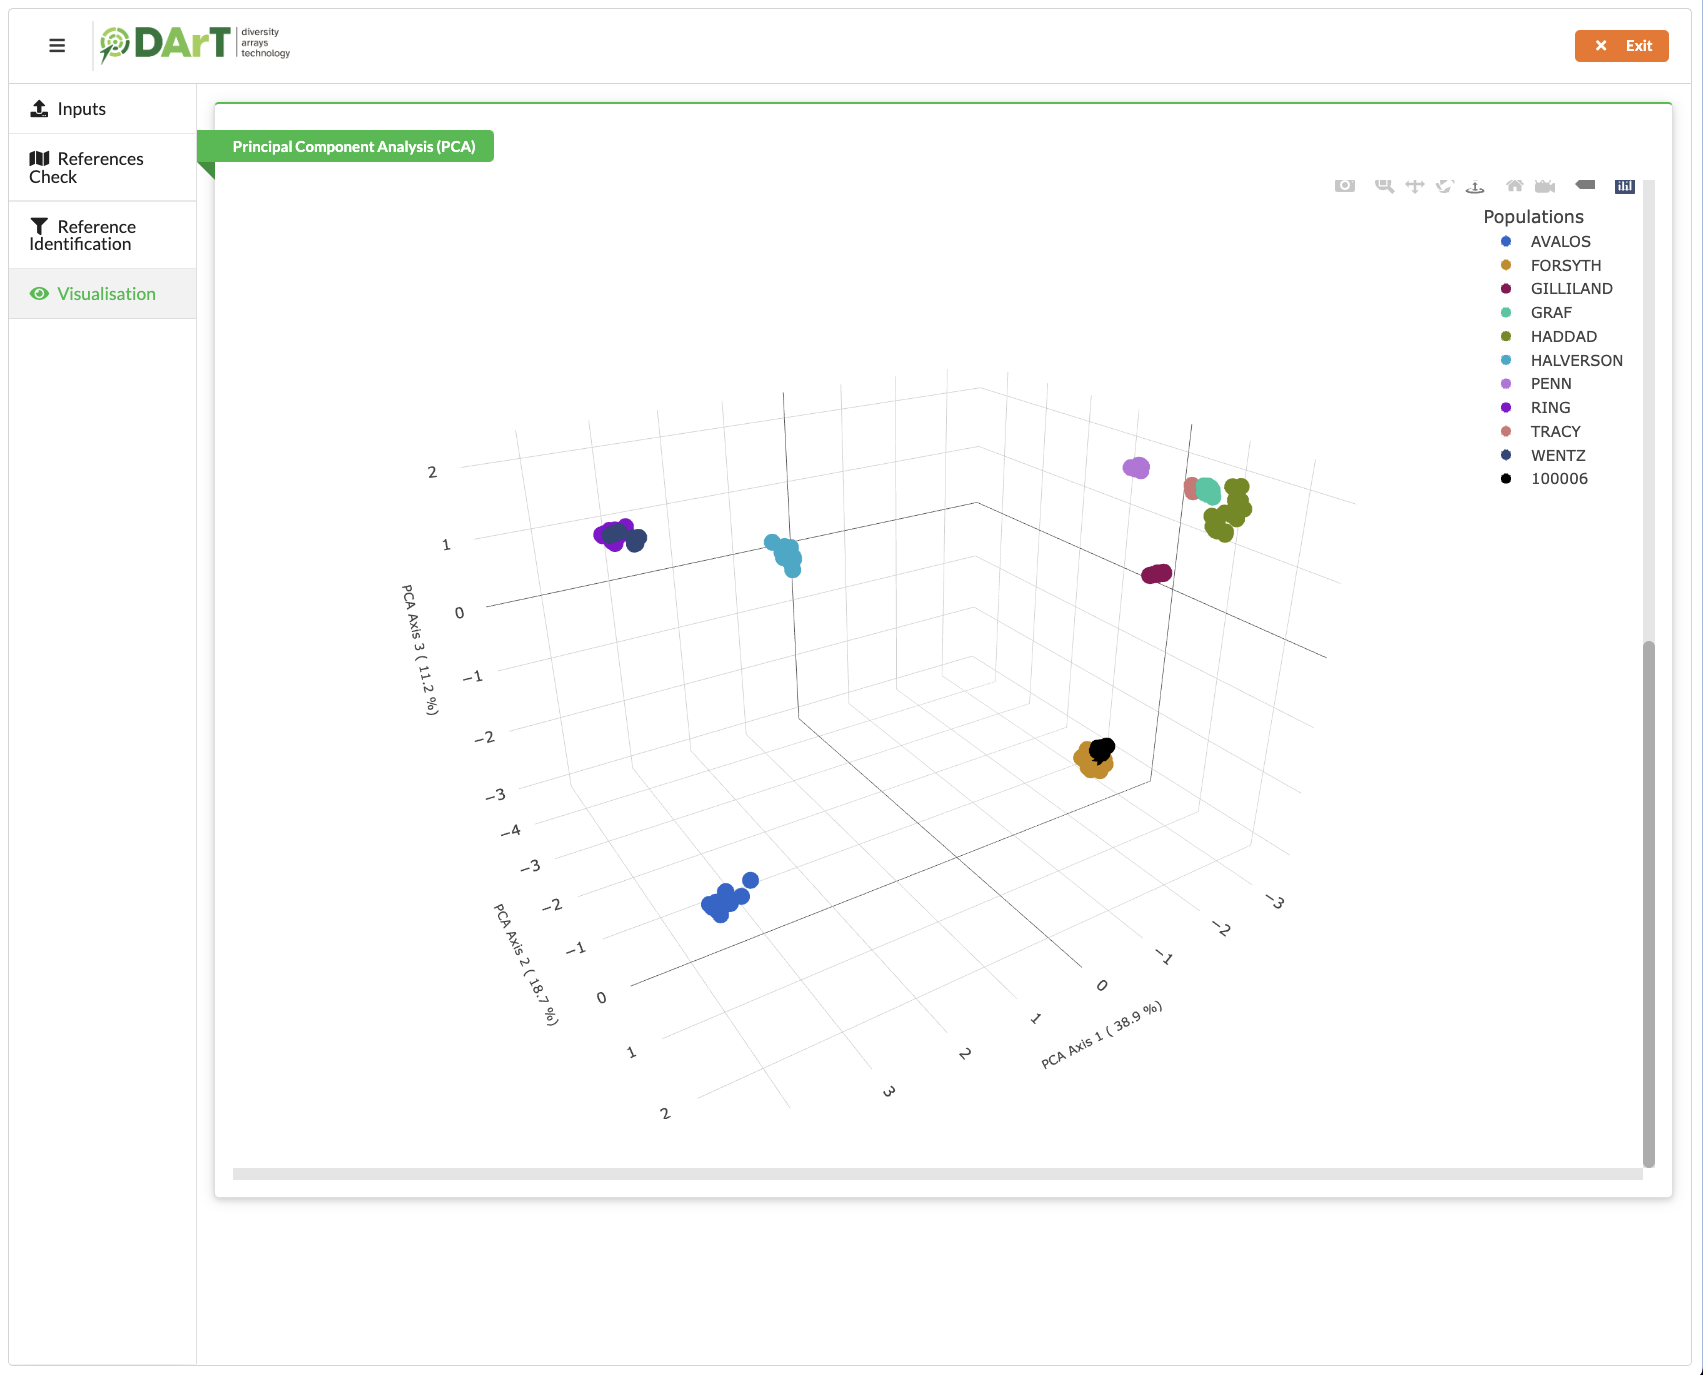 DArT
diversity
arrays
technology
Exit
Inputs
References
Check
Reference
Identification
Visualisation
Principal Component Analysis (PCA)
Populations
AVALOS
FORSYTH
GILLILAND
GRAF
HADDAD
HALVERSON
PENN
RING
TRACY
WENTZ
100006
2
1
0
−1
−2
−3
PCA Axis 3 ( 11.2 %)
−4
−3
−2
−1
0
1
2
PCA Axis 2 ( 18.7 %)
3
2
1
0
−1
−2
−3
PCA Axis 1 ( 38.9 %)